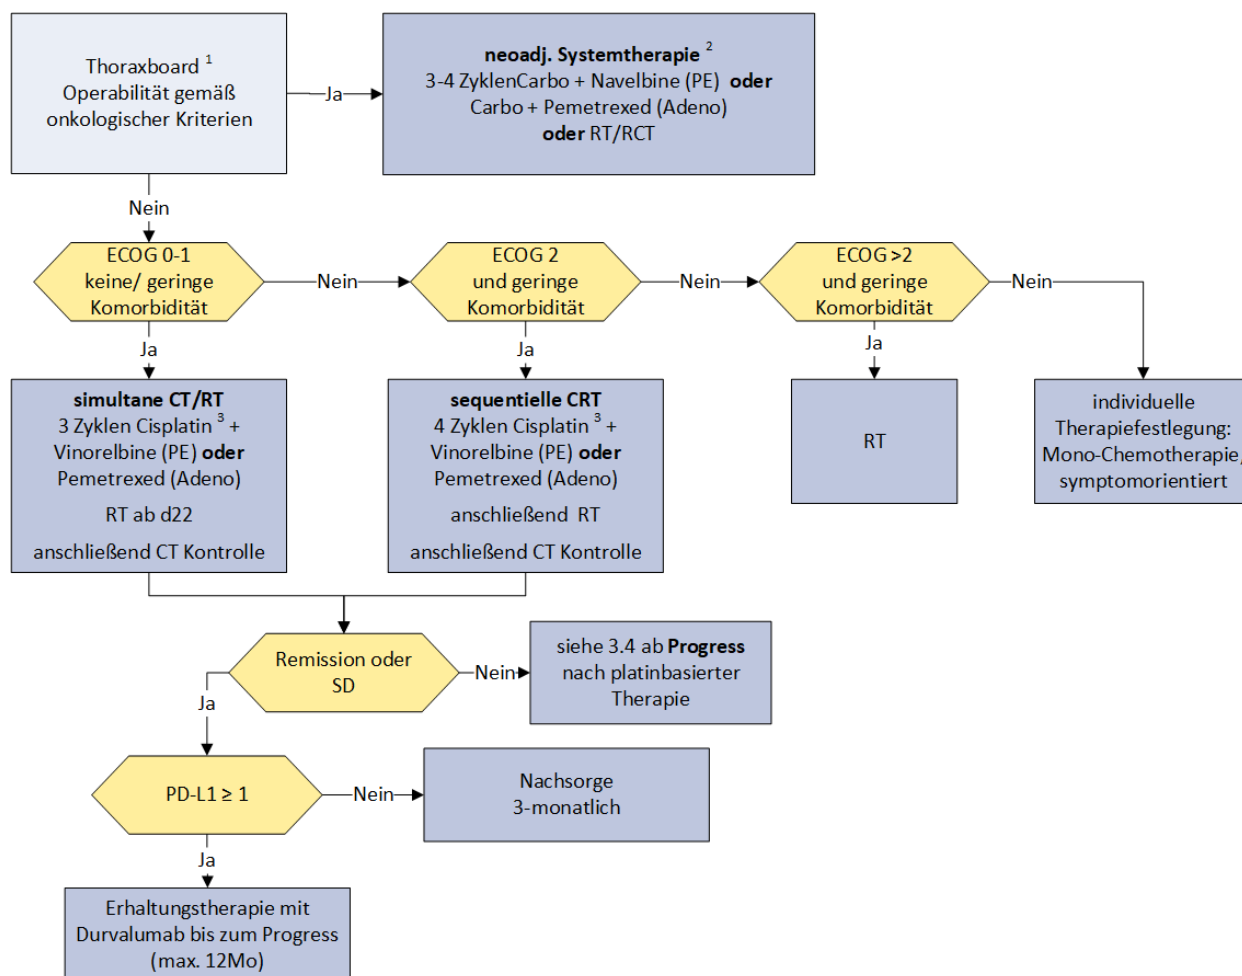 Thoraxboard 1
Operabilität gemäß
onkologischer Kriterien
Ja
neoadj. Systemtherapie 2
3-4 ZyklenCarbo + Navelbine (PE) oder
Carbo + Pemetrexed (Adeno)
oder RT/RCT
Nein
ECOG 0-1
keine/ geringe
Komorbidität
Nein
ECOG 2
und geringe
Komorbidität
Nein
ECOG >2
und geringe
Komorbidität
Nein
Ja
Ja
Ja
simultane CT/RT
3 Zyklen Cisplatin 3 +
Vinorelbine (PE) oder
Pemetrexed (Adeno)
RT ab d22
anschließend CT Kontrolle
sequentielle CRT
4 Zyklen Cisplatin 3 +
Vinorelbine (PE) oder
Pemetrexed (Adeno)
anschließend RT
anschließend CT Kontrolle
RT
individuelle
Therapiefestlegung:
Mono-Chemotherapie,
symptomorientiert
Remission oder
SD
Nein
siehe 3.4 ab Progress
nach platinbasierter
Therapie
Ja
PD-L1 ≥ 1
Nein
Nachsorge
3-monatlich
Ja
Erhaltungstherapie mit
Durvalumab bis zum Progress
(max. 12Mo)